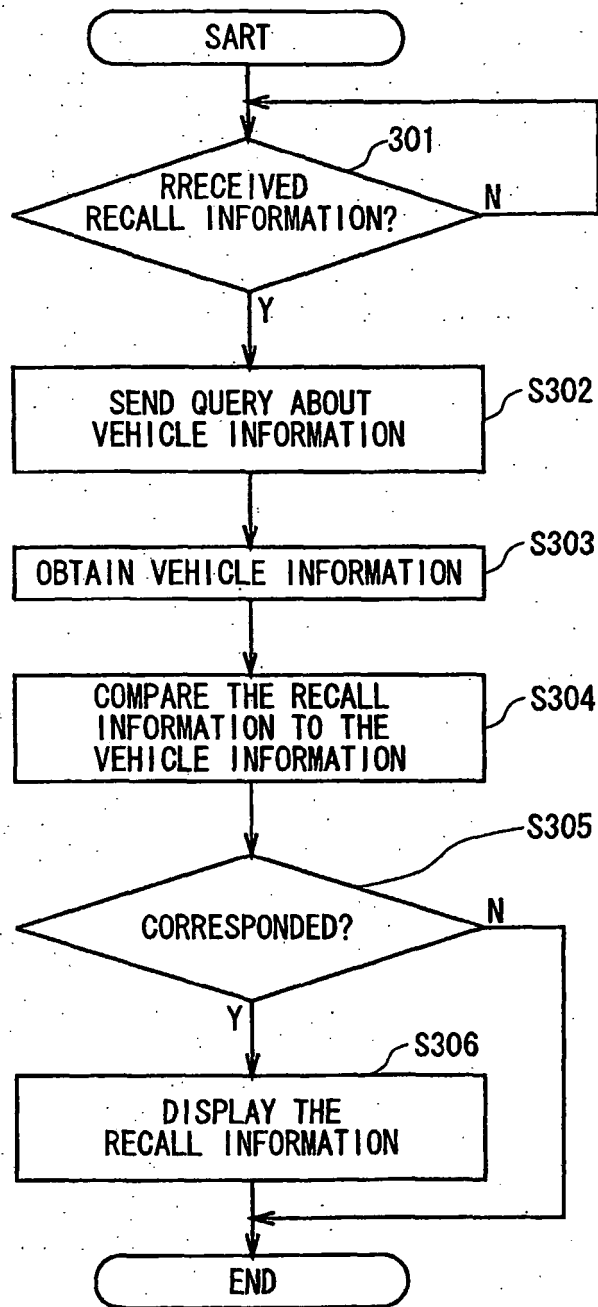 SART
301
RRECEIVED
RECALL INFORMATION?
N
Y
SEND QUERY ABOUT
VEHICLE INFORMATION
S302
OBTAIN VEHICLE INFORMATION
S303
COMPARE THE RECALL
INFORMATION TO THE
VEHICLE INFORMATION
S304
S305
CORRESPONDED?
N
Y
S306
DISPLAY THE
RECALL INFORMATION
END